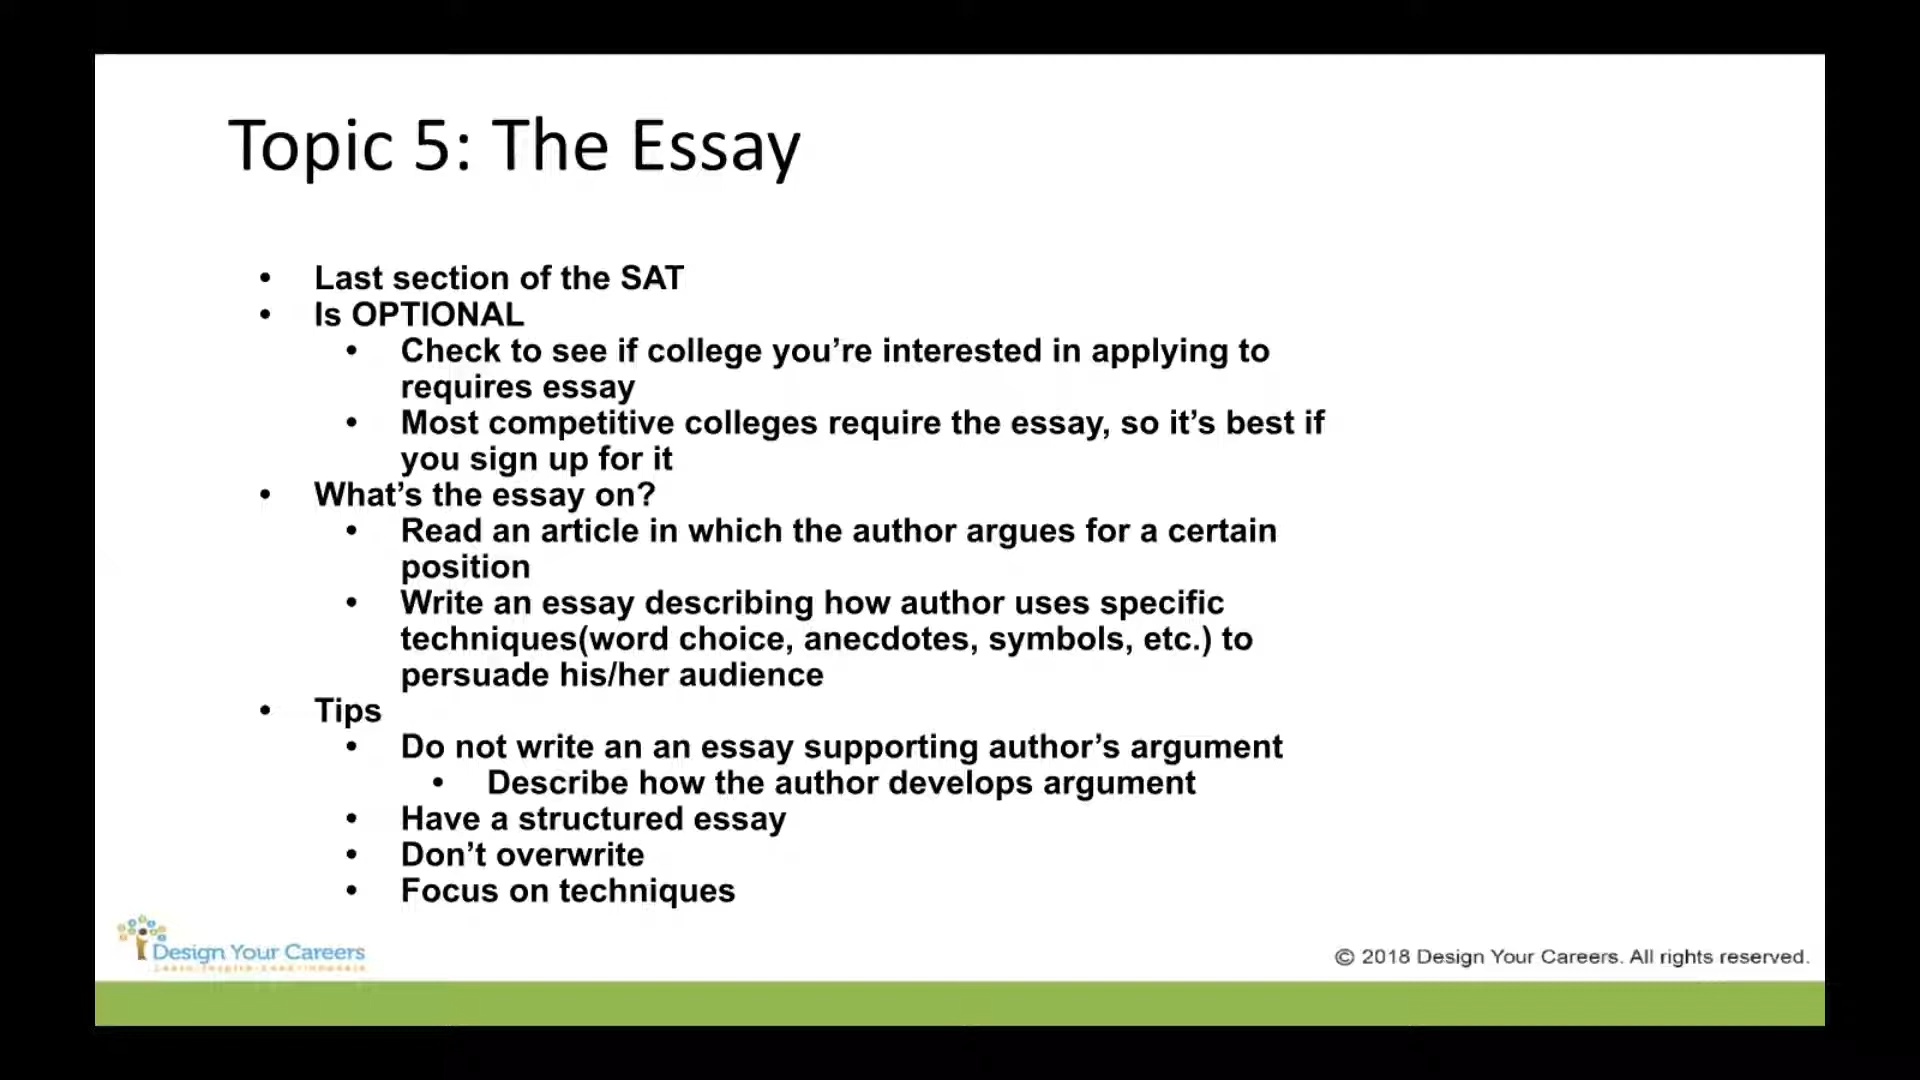 Topic 5: The Essay
• Last section of the SAT
• Is OPTIONAL
• Check to see if college you’re interested in applying to
requires essay
• Most competitive colleges require the essay, so it’s best if
you sign up for it
• What’s the essay on?
• Read an article in which the author argues for a certain
position
• Write an essay describing how author uses specific
techniques(word choice, anecdotes, symbols, etc.) to
persuade his/her audience
• Tips
• Do not write an an essay supporting author’s argument
• Describe how the author develops argument
• Have a structured essay
• Don’t overwrite
• Focus on techniques
Design Your Careers
© 2018 Design Your Careers. All rights reserved.